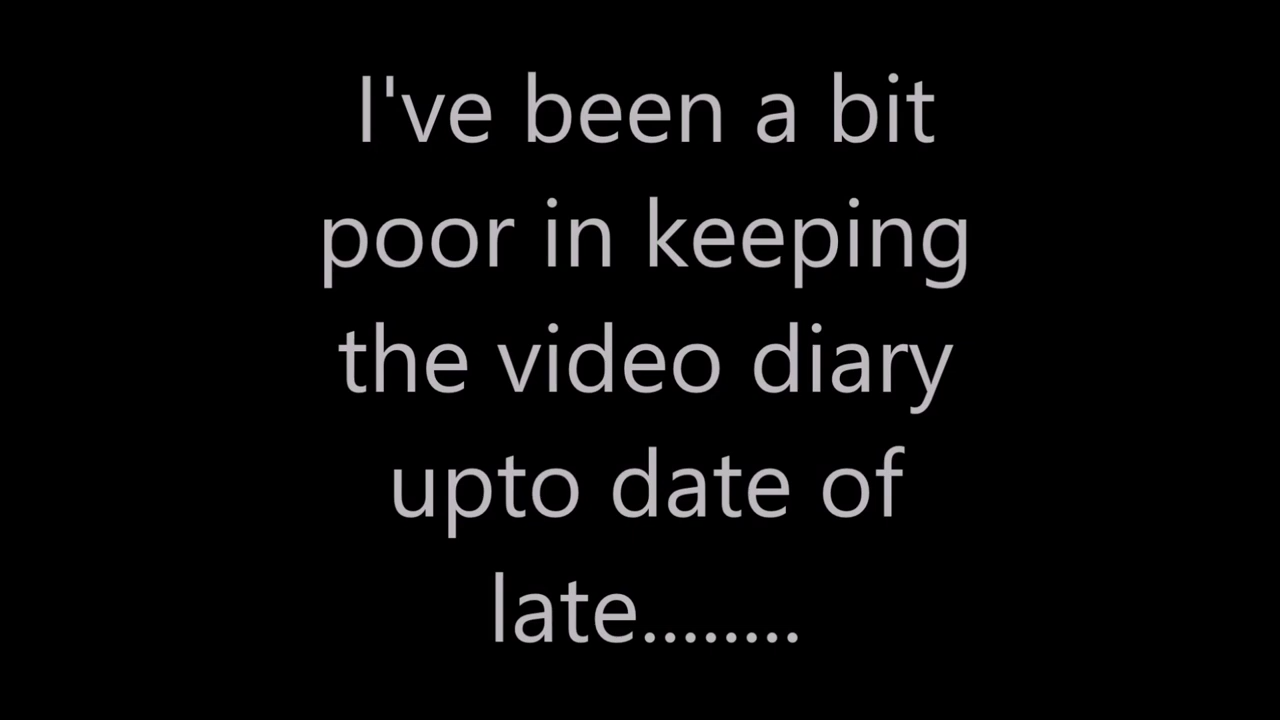 I've been a bit
poor in keeping
the video diary
upto date of
late........